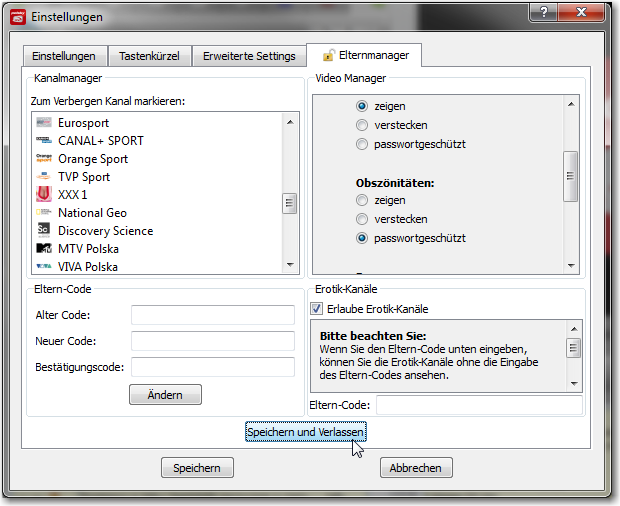 Einstellungen
Einstellungen
Tastenkürzel
Erweiterte Settings
Elternmanager
Kanalmanager
Zum Verbergen Kanal markieren:
Eurosport
CANAL+ SPORT
Orange Sport
TVP Sport
XXX 1
National Geo
Discovery Science
MTV Polska
VIVA Polska
Video Manager
zeigen
verstecken
passwortgeschützt
Obszönitäten:
zeigen
verstecken
passwortgeschützt
Eltern-Code
Alter Code:
Neuer Code:
Bestätigungscode:
Ändern
Erotik-Kanäle
Erlaube Erotik-Kanäle
Bitte beachten Sie:
Wenn Sie den Eltern-Code unten eingeben,
können Sie die Erotik-Kanäle ohne die Eingabe
des Eltern-Codes ansehen.
Eltern-Code:
Speichern und Verlassen
Speichern
Abbrechen